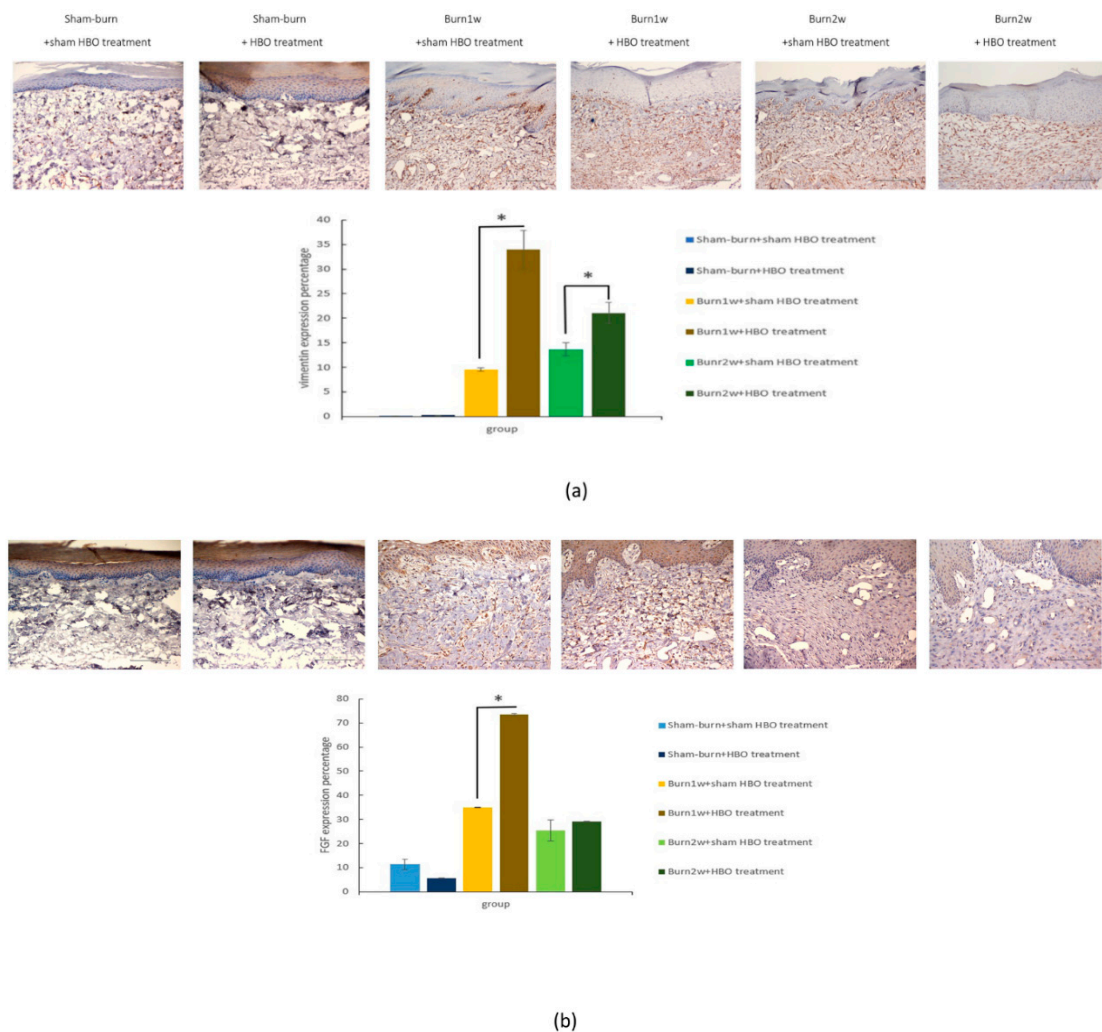 Sham-burn
+sham HBO treatment
Sham-burn
+ HBO treatment
Burn1w
+sham HBO treatment
Burn1w
+ HBO treatment
Burn2w
+sham HBO treatment
Burn2w
+ HBO treatment
vimentin expression percentage
40
35
30
25
20
15
10
5
0
*
*
group
Sham-burn+sham HBO treatment
Sham-burn+HBO treatment
Burn1w+sham HBO treatment
Burn1w+HBO treatment
Bunr2w+sham HBO treatment
Burn2w+HBO treatment
(a)
FGF expression percentage
80
70
60
50
40
30
20
10
0
*
group
Sham-burn+sham HBO treatment
Sham-burn+HBO treatment
Burn1w+sham HBO treatment
Burn1w+HBO treatment
Burn2w+sham HBO treatment
Burn2w+HBO treatment
(b)